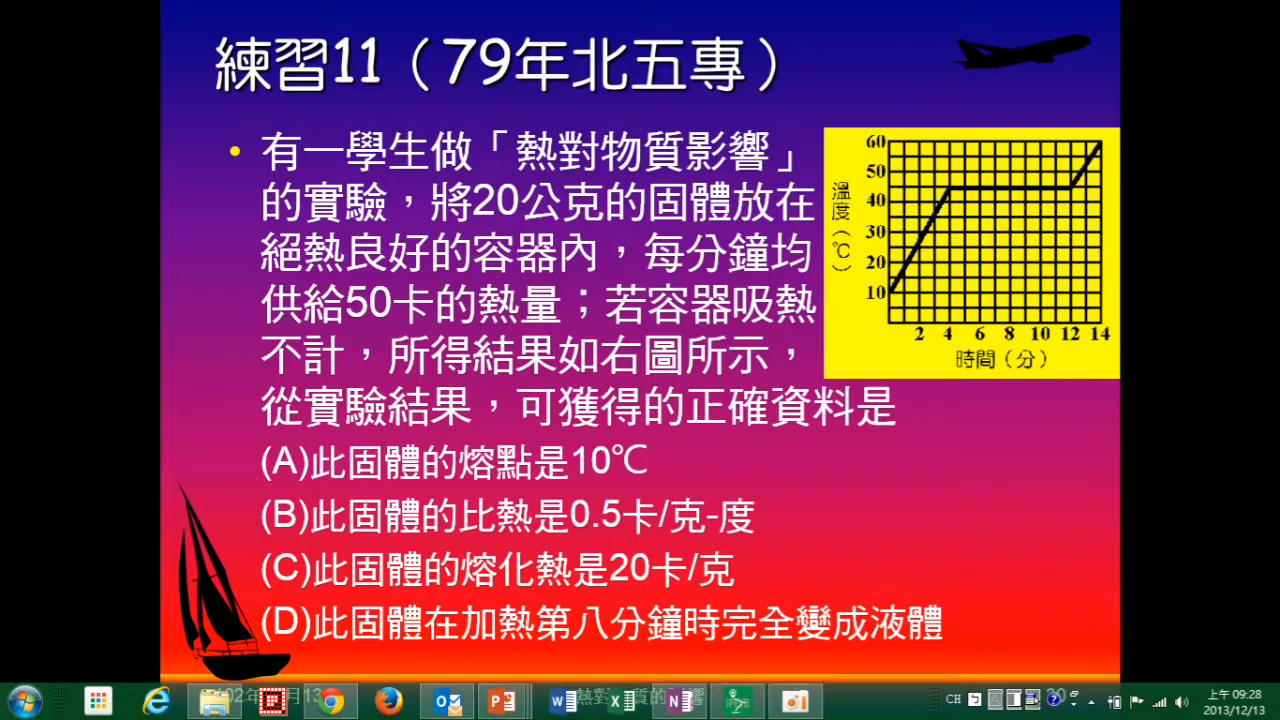 練習11（79年北五專）
• 有一學生做「熱對物質影響」
的實驗，將20公克的固體放在
絕熱良好的容器內，每分鐘均
供給50卡的熱量；若容器吸熱
不計，所得結果如右圖所示，
從實驗結果，可獲得的正確資料是
(A)此固體的熔點是10℃
(B)此固體的比熱是0.5卡/克-度
(C)此固體的熔化熱是20卡/克
(D)此固體在加熱第八分鐘時完全變成液體
溫度（℃）
60
50
40
30
20
10
2 4 6 8 10 12 14
時間（分）
CH
上午 09:28
2013/12/13